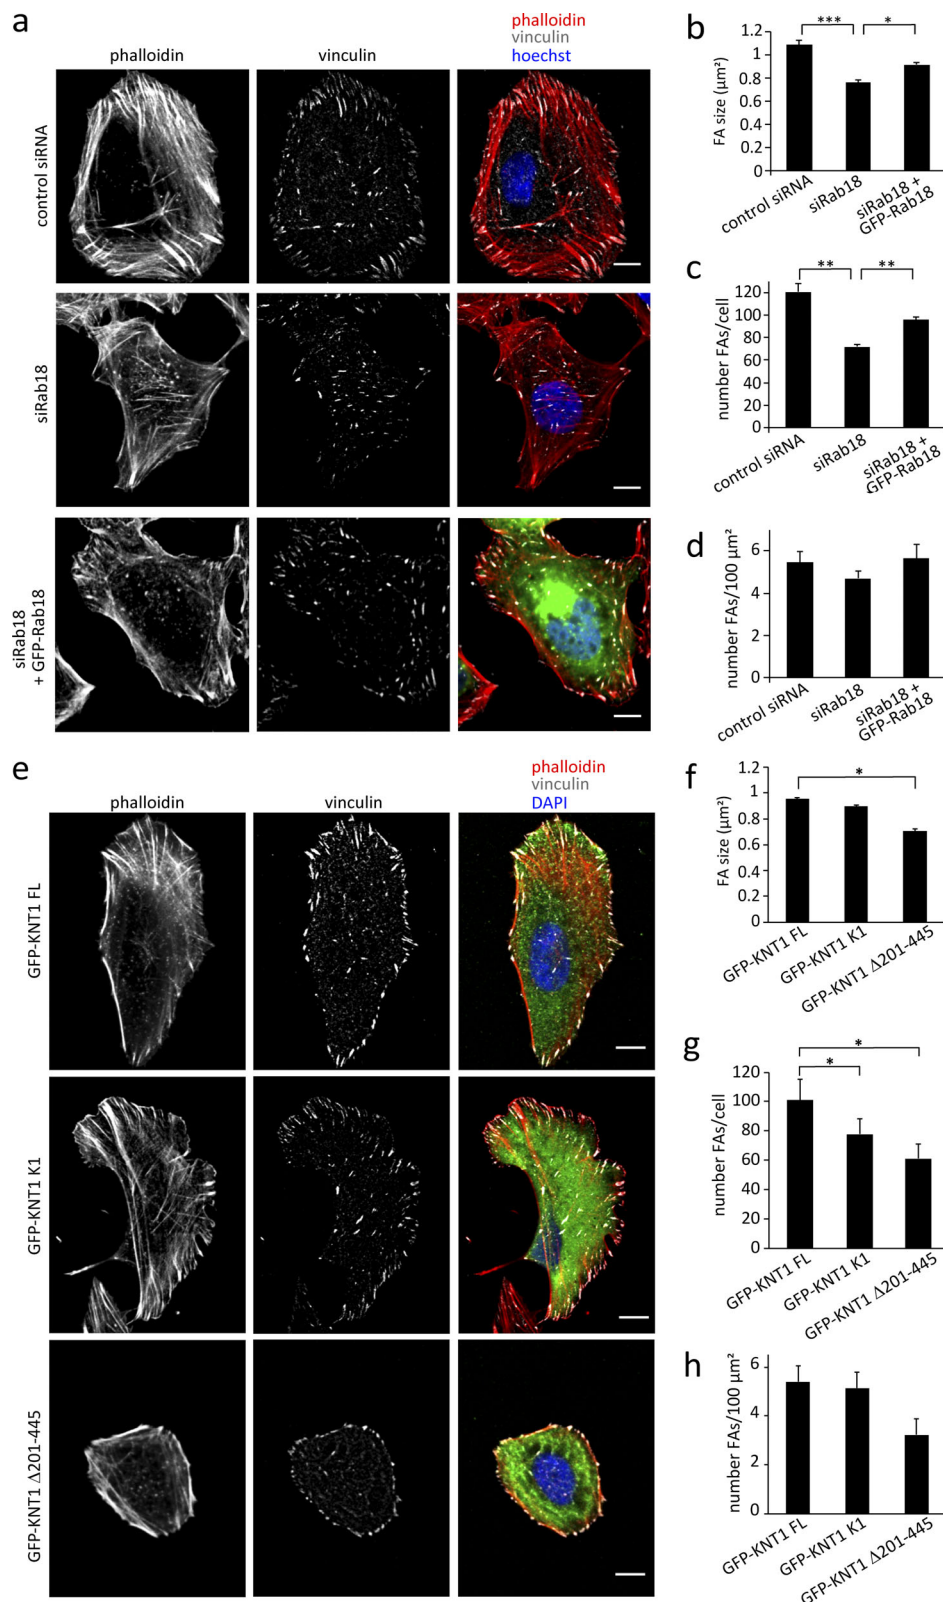 a
phalloidin
vinculin
phalloidin
vinculin
hoechst
control siRNA
siRab18
siRab18
+ GFP-Rab18
b
***
*
FA size (µm²)
1.2
1
0.8
0.6
0.4
0.2
0
control siRNA
siRab18
siRab18 +
GFP-Rab18
c
**
**
number FAs/cell
120
100
80
60
40
20
0
control siRNA
siRab18
siRab18 +
GFP-Rab18
d
number FAs/100 µm²
6
4
2
0
control siRNA
siRab18
siRab18 +
GFP-Rab18
e
phalloidin
vinculin
phalloidin
vinculin
DAPI
GFP-KNT1 FL
GFP-KNT1 K1
GFP-KNT1 Δ201-445
f
*
FA size (µm²)
1.2
1
0.8
0.6
0.4
0.2
0
GFP-KNT1 FL
GFP-KNT1 K1
GFP-KNT1 Δ201-445
g
*
*
number FAs/cell
120
100
80
60
40
20
0
GFP-KNT1 FL
GFP-KNT1 K1
GFP-KNT1 Δ201-445
h
number FAs/100 µm²
6
4
2
0
GFP-KNT1 FL
GFP-KNT1 K1
GFP-KNT1 Δ201-445